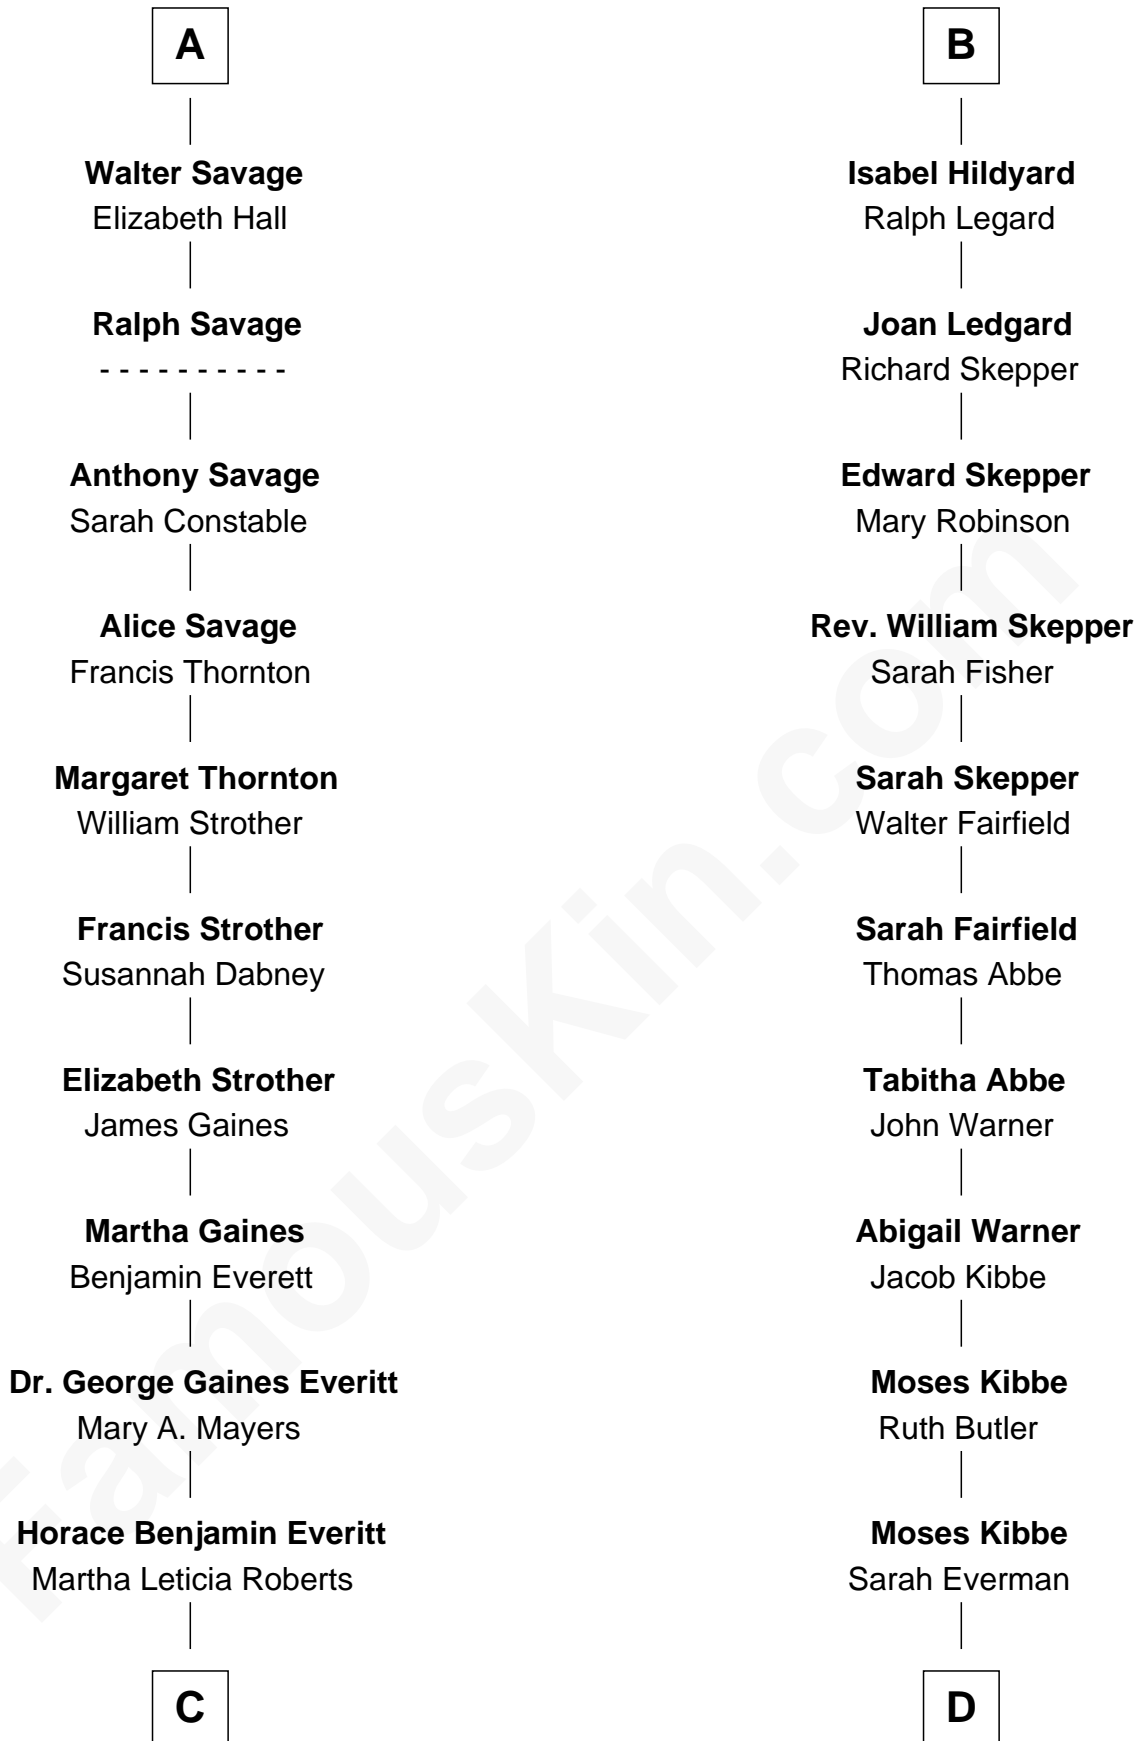 A
Walter Savage
Elizabeth Hall
Ralph Savage
- - - - - - - - - -
Anthony Savage
Sarah Constable
Alice Savage
Francis Thornton
Margaret Thornton
William Strother
Francis Strother
Susannah Dabney
Elizabeth Strother
James Gaines
Martha Gaines
Benjamin Everett
Dr. George Gaines Everitt
Mary A. Mayers
Horace Benjamin Everitt
Martha Leticia Roberts
C
B
Isabel Hildyard
Ralph Legard
Joan Ledgard
Richard Skepper
Edward Skepper
Mary Robinson
Rev. William Skepper
Sarah Fisher
Sarah Skepper
Walter Fairfield
Sarah Fairfield
Thomas Abbe
Tabitha Abbe
John Warner
Abigail Warner
Jacob Kibbe
Moses Kibbe
Ruth Butler
Moses Kibbe
Sarah Everman
D
FamousKin.com